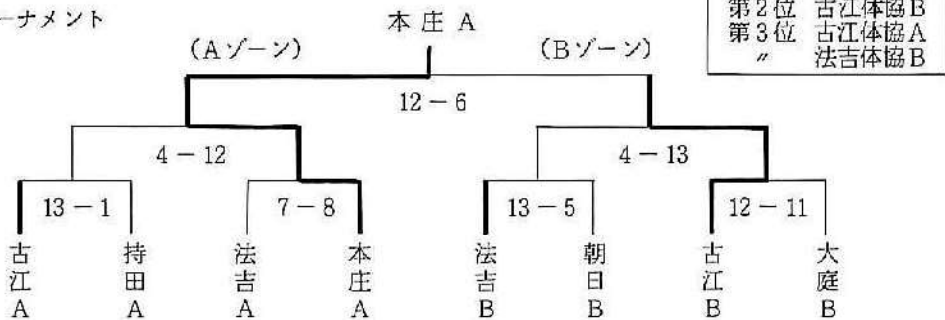 ーナメント
本庄 A
第2位 古江体協B
第3位 古江体協A
〃 法吉体協B
(Aゾーン) (Bゾーン)
12－6
4－12 4－13
13－1 7－8 13－5 12－11
古江A 持田A 法吉A 本庄A 法吉B 朝日B 古江B 大庭B